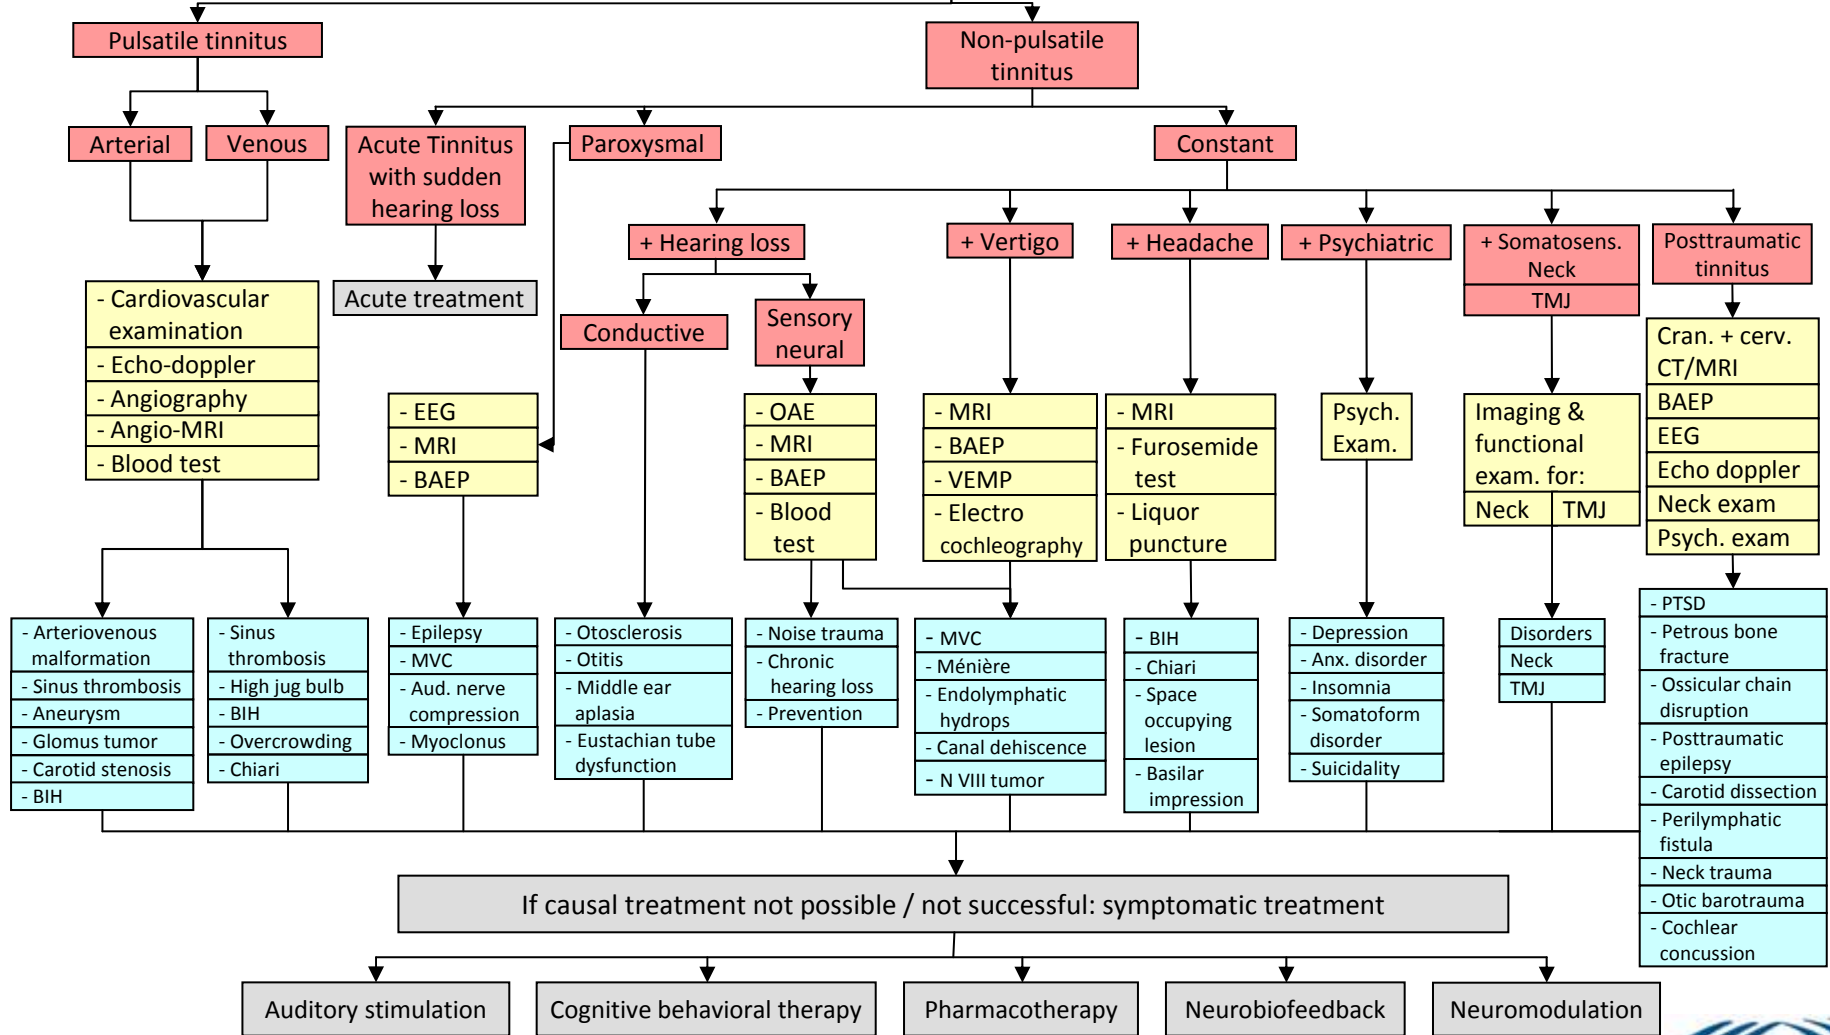 Pulsatile tinnitus
Non-pulsatile
tinnitus
Arterial
Venous
Acute Tinnitus
with sudden
hearing loss
Paroxysmal
Constant
+ Hearing loss
+ Vertigo
+ Headache
+ Psychiatric
+ Somatosens.
Neck
TMJ
Posttraumatic
tinnitus
Acute treatment
Conductive
Sensory
neural
- Cardiovascular
examination
- Echo-doppler
- Angiography
- Angio-MRI
- Blood test
- EEG
- MRI
- BAEP
- OAE
- MRI
- BAEP
- Blood
test
- MRI
- BAEP
- VEMP
- Electro
cochleography
- MRI
- Furosemide
test
- Liquor
puncture
Psych.
Exam.
Imaging &
functional
exam. for:
Neck
TMJ
Cran. + cerv.
CT/MRI
BAEP
EEG
Echo doppler
Neck exam
Psych. exam
- Arteriovenous
malformation
- Sinus thrombosis
- Aneurysm
- Glomus tumor
- Carotid stenosis
- BIH
- Sinus
thrombosis
- High jug bulb
- BIH
- Overcrowding
- Chiari
- Epilepsy
- MVC
- Aud. nerve
compression
- Myoclonus
- Otosclerosis
- Otitis
- Middle ear
aplasia
- Eustachian tube
dysfunction
- Noise trauma
- Chronic
hearing loss
- Prevention
- MVC
- Ménière
- Endolymphatic
hydrops
- Canal dehiscence
- N VIII tumor
- BIH
- Chiari
- Space
occupying
lesion
- Basilar
impression
- Depression
- Anx. disorder
- Insomnia
- Somatoform
disorder
- Suicidality
Disorders
Neck
TMJ
- PTSD
- Petrous bone
fracture
- Ossicular chain
disruption
- Posttraumatic
epilepsy
- Carotid dissection
- Perilymphatic
fistula
- Neck trauma
- Otic barotrauma
- Cochlear
concussion
If causal treatment not possible / not successful: symptomatic treatment
Auditory stimulation
Cognitive behavioral therapy
Pharmacotherapy
Neurobiofeedback
Neuromodulation